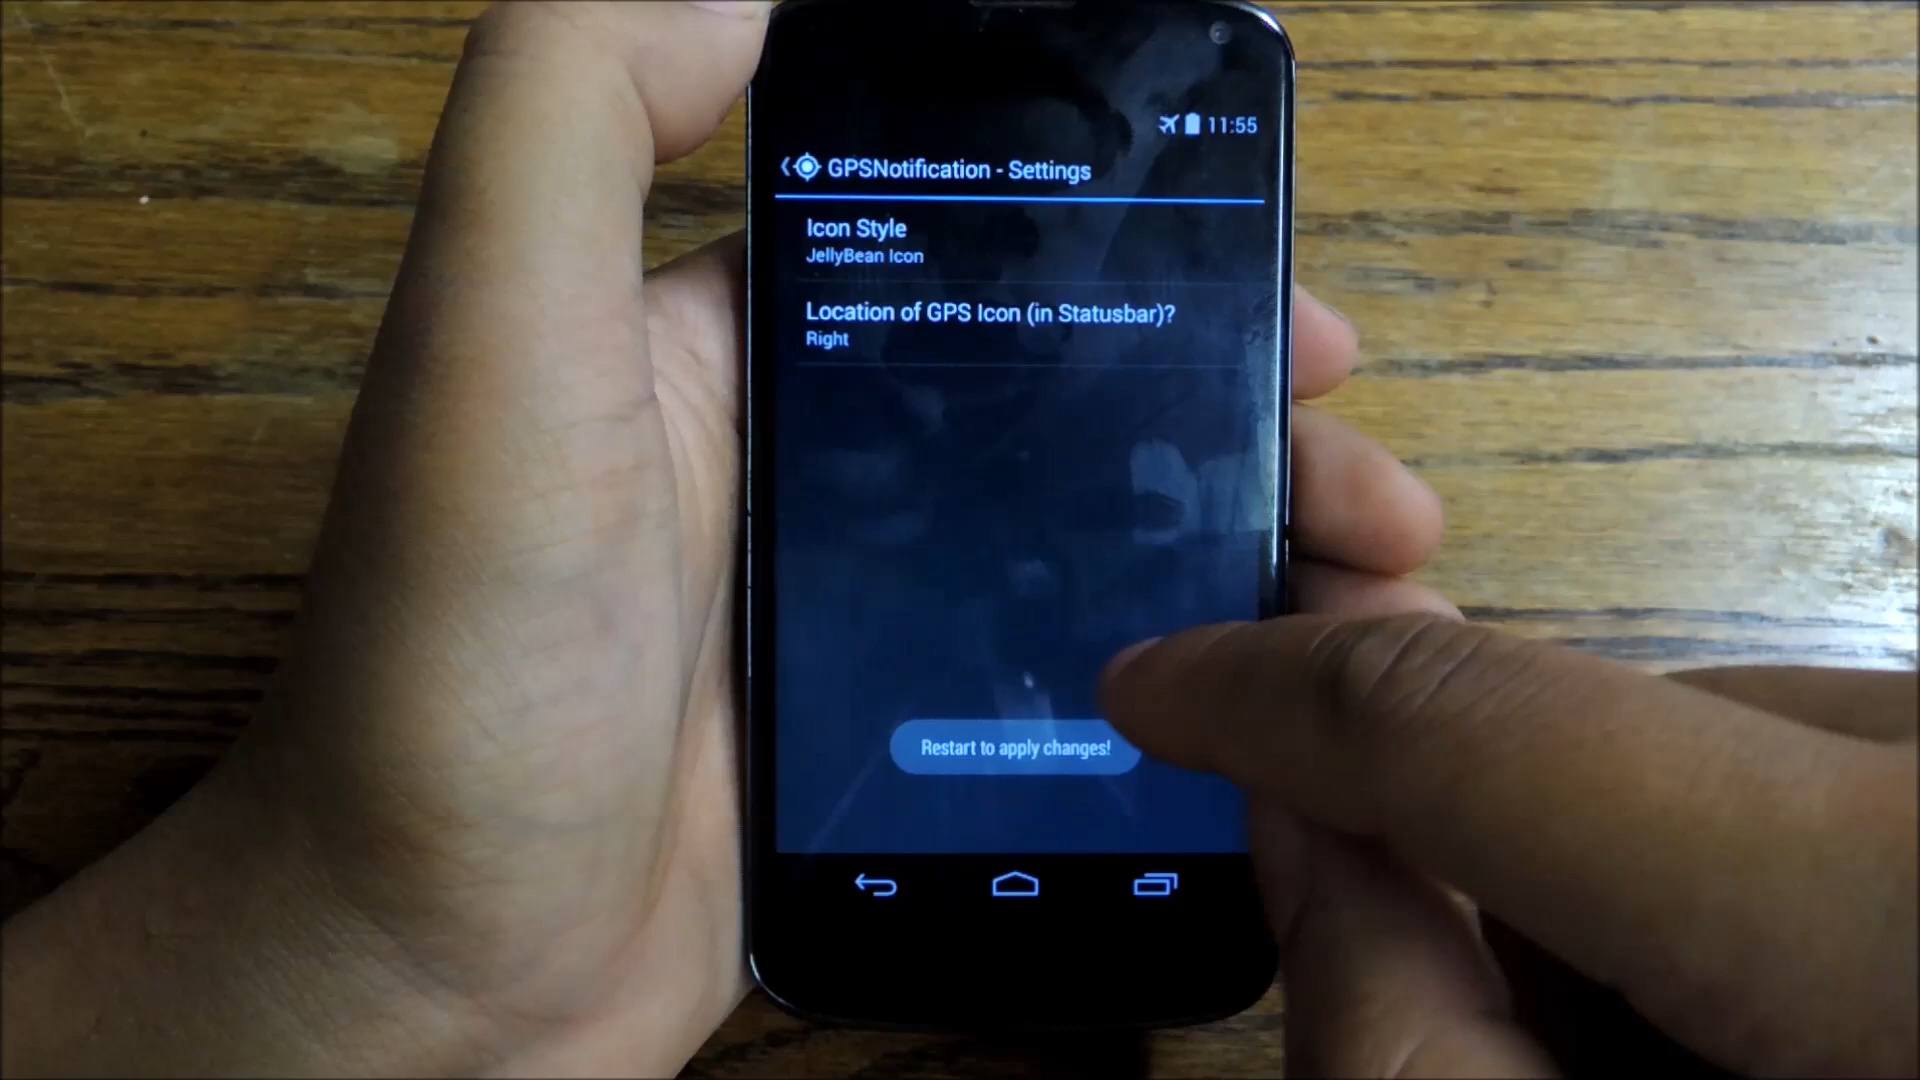 11:55
GPSNotification - Settings
Icon Style
JellyBean Icon
Location of GPS Icon (in Statusbar)?
Right
Restart to apply changes!